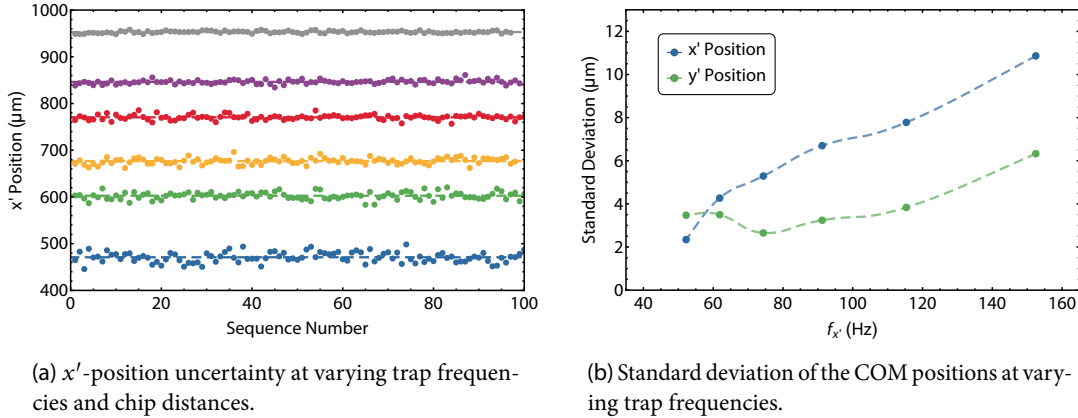 1000
900
800
700
600
500
400
x′ Position (µm)
0 20 40 60 80 100
Sequence Number
12
10
8
6
4
2
0
Standard Deviation (µm)
x' Position
y' Position
40 60 80 100 120 140 160
fx′ (Hz)
(a) x′-position uncertainty at varying trap frequen-
cies and chip distances.
(b) Standard deviation of the COM positions at vary-
ing trap frequencies.